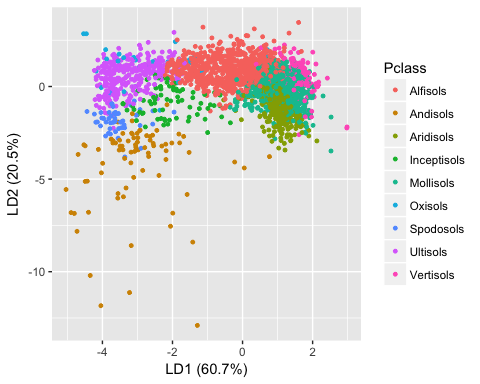 0
-5
-10
LD2 (20.5%)
-4
-2
0
2
LD1 (60.7%)
Pclass
Alfisols
Andisols
Aridisols
Inceptisols
Mollisols
Oxisols
Spodosols
Ultisols
Vertisols